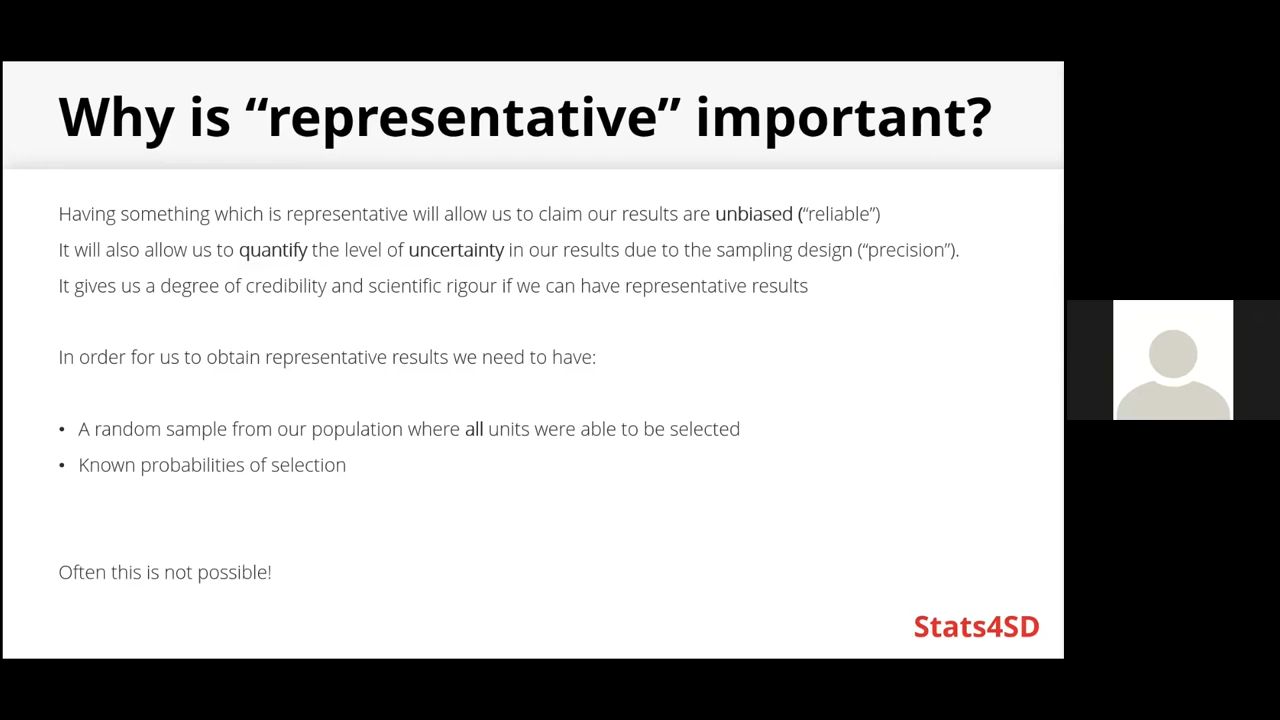 Why is “representative” important?
Having something which is representative will allow us to claim our results are unbiased (“reliable”)
It will also allow us to quantify the level of uncertainty in our results due to the sampling design (“precision”).
It gives us a degree of credibility and scientific rigour if we can have representative results
In order for us to obtain representative results we need to have:
• A random sample from our population where all units were able to be selected
• Known probabilities of selection
Often this is not possible!
Stats4SD